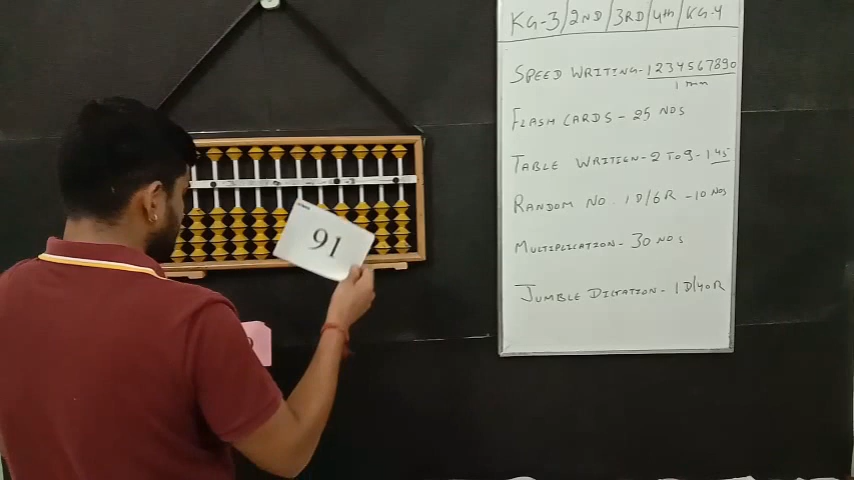 KG-3/2ND/3RD/4th/KG-4
SPEED WRITING-1234567890
1 min
FLASH CARDS - 25 NOS
TABLE WRITIEN-2 TO 9-1.45
RANDOM NO. 1D/6R -10 NOS
MULTIPLICATION - 30 NOS
JUMBLE DICTATION - 1D/40R
91